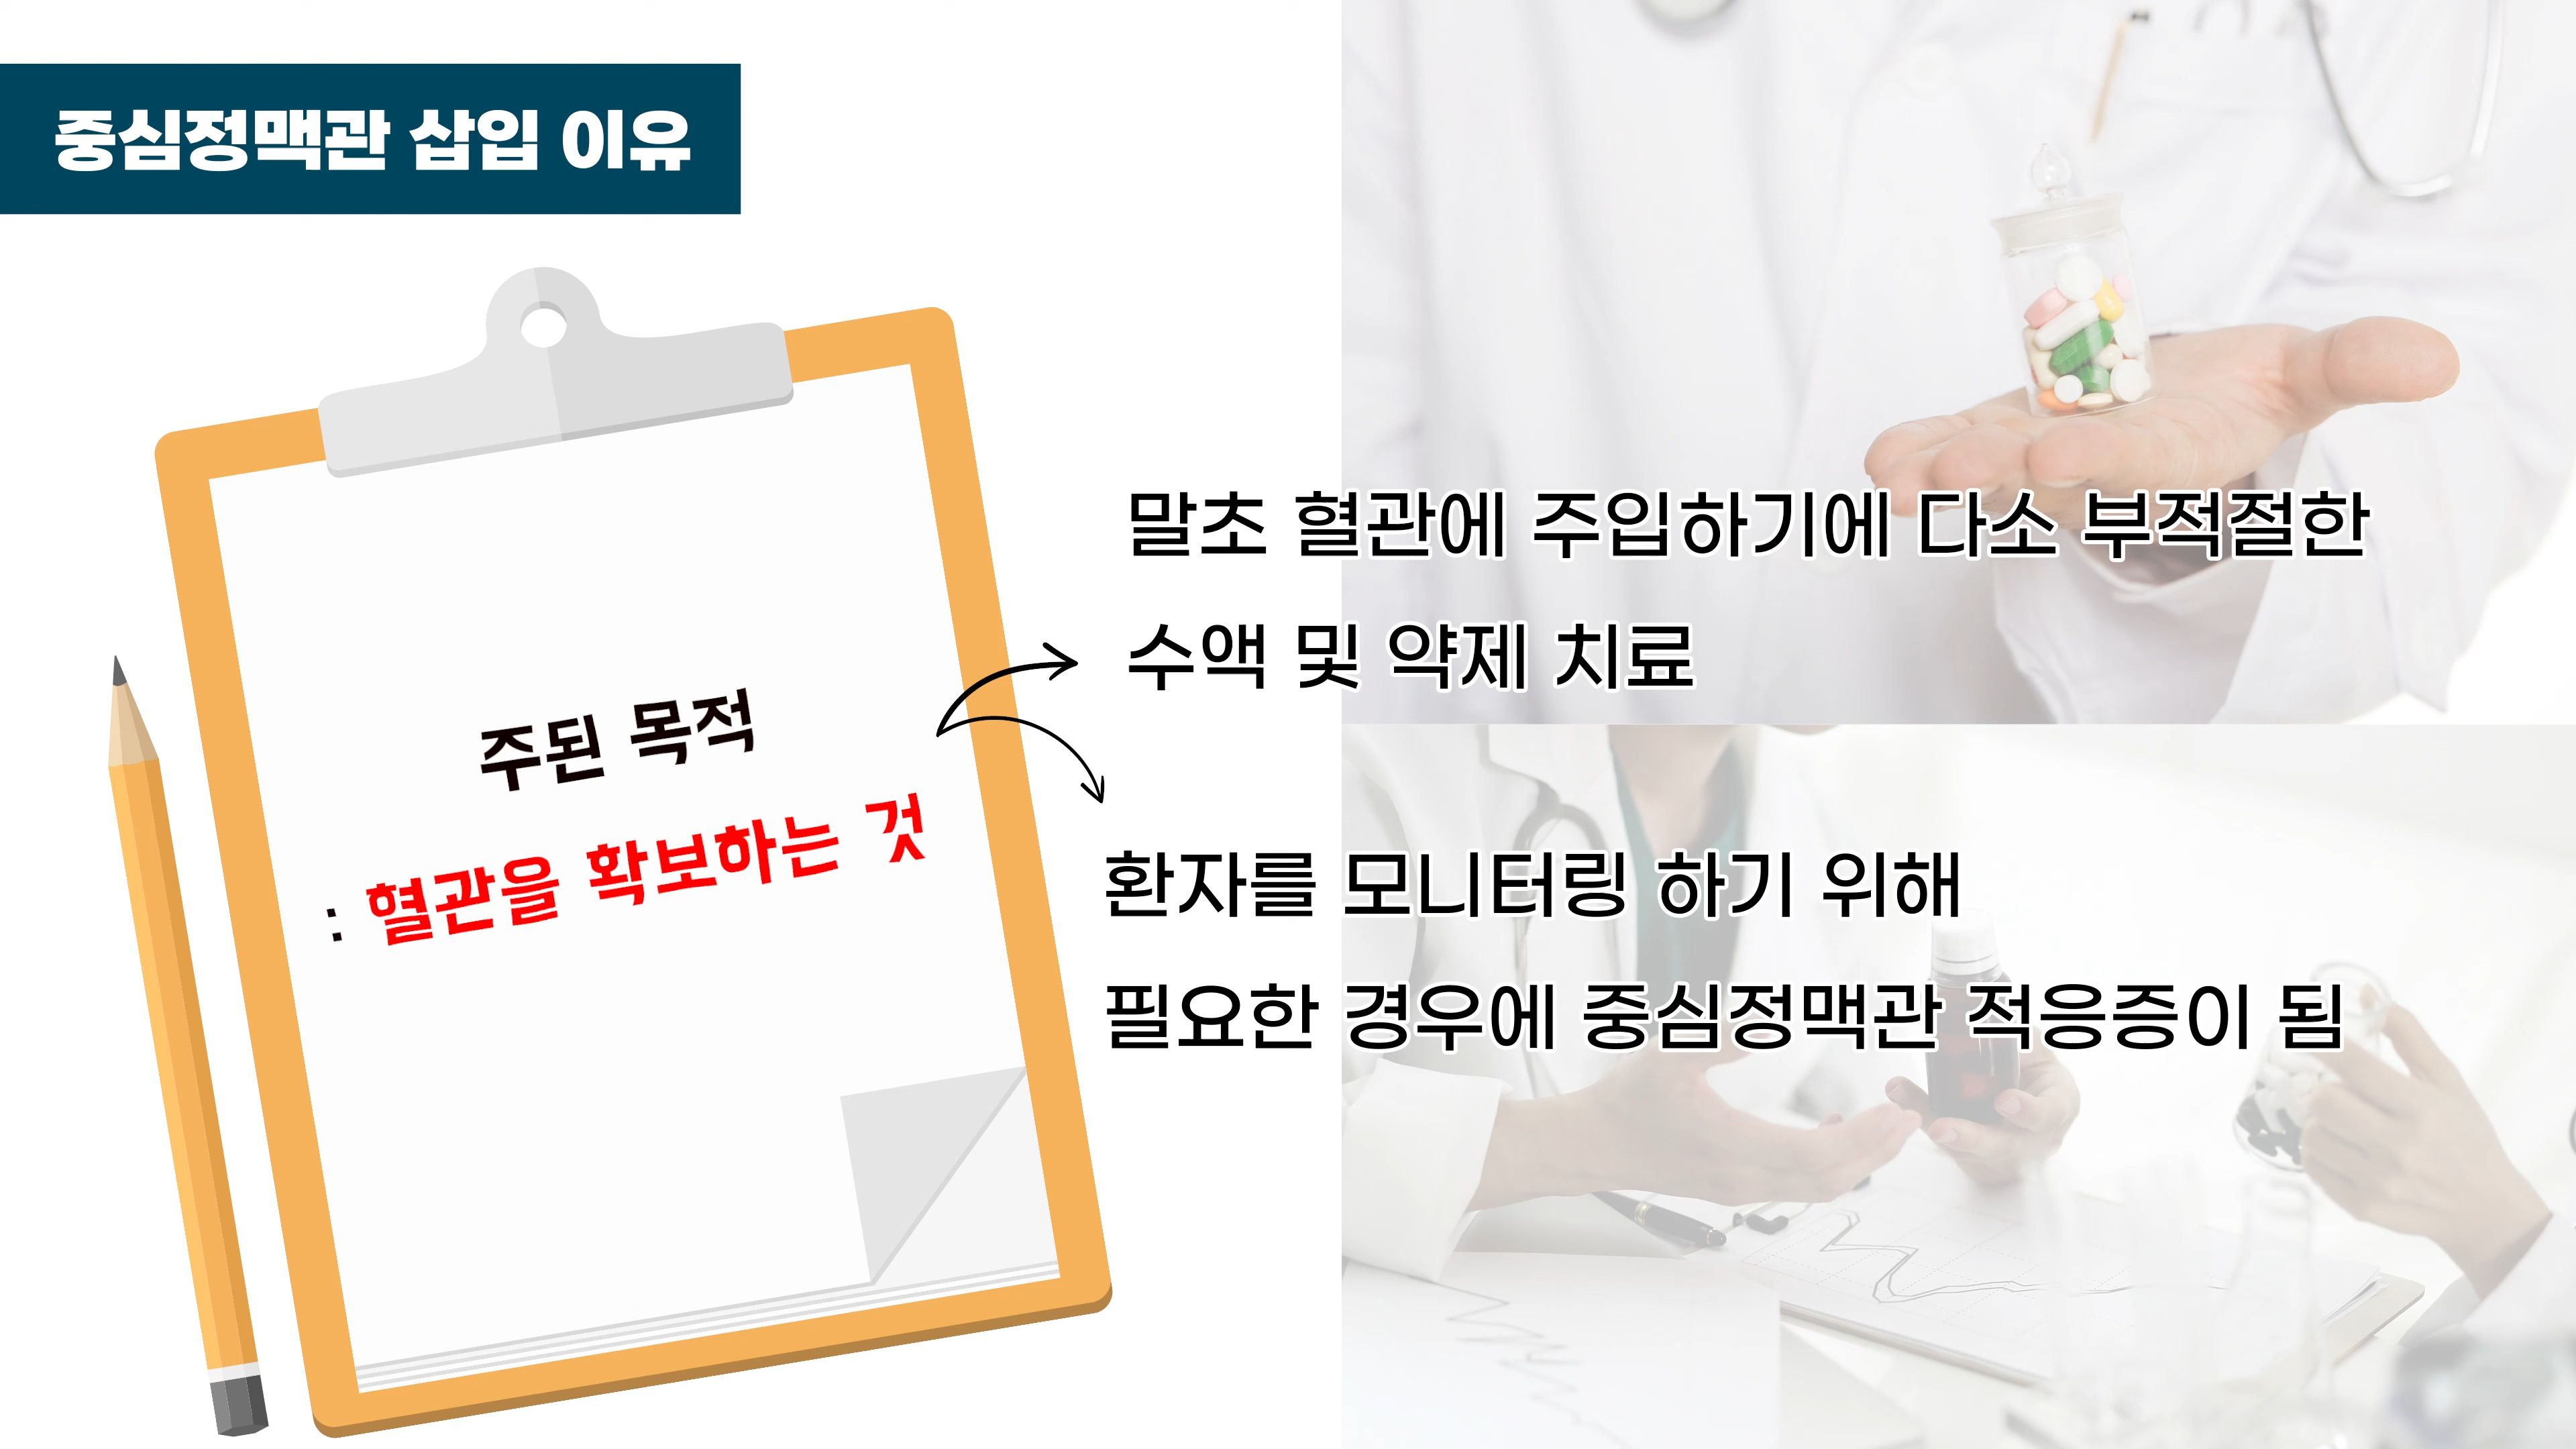 중심정맥관 삽입 이유
주된 목적
: 혈관을 확보하는 것
말초 혈관에 주입하기에 다소 부적절한
수액 및 약제 치료
환자를 모니터링 하기 위해
필요한 경우에 중심정맥관 적응증이 됨